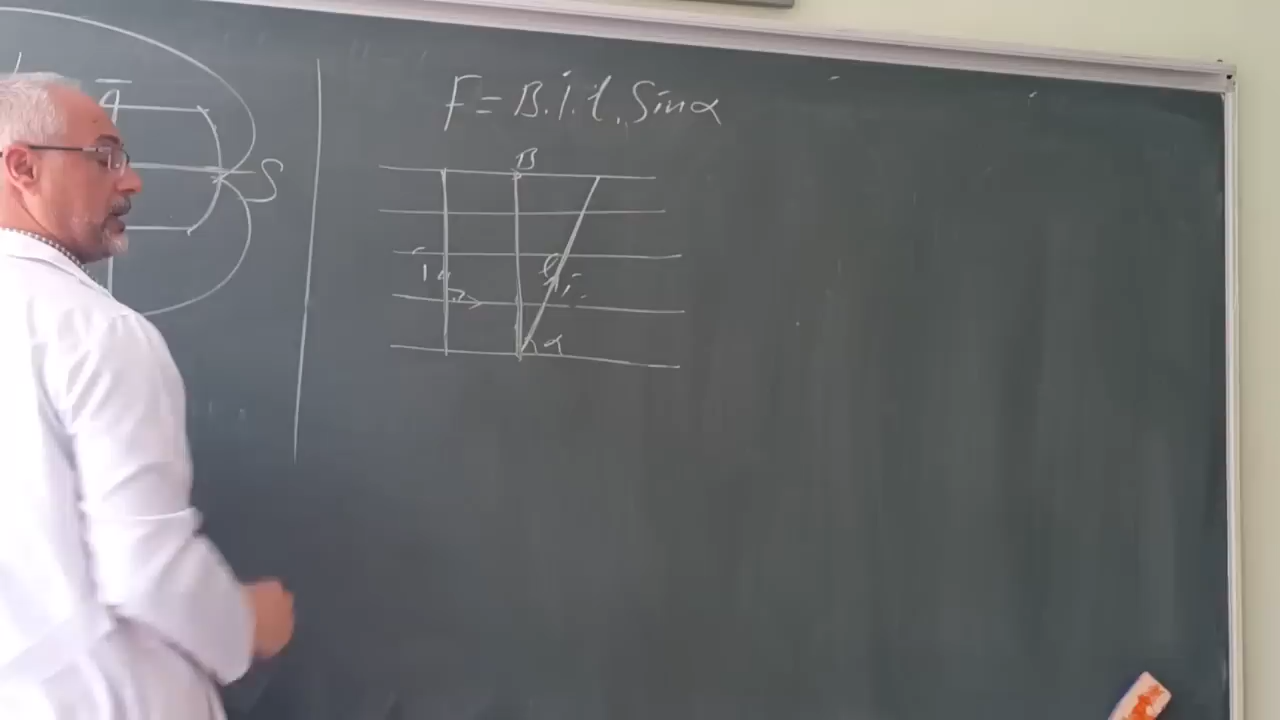 F = B.i.l. Sinα
S
B
l
i
α